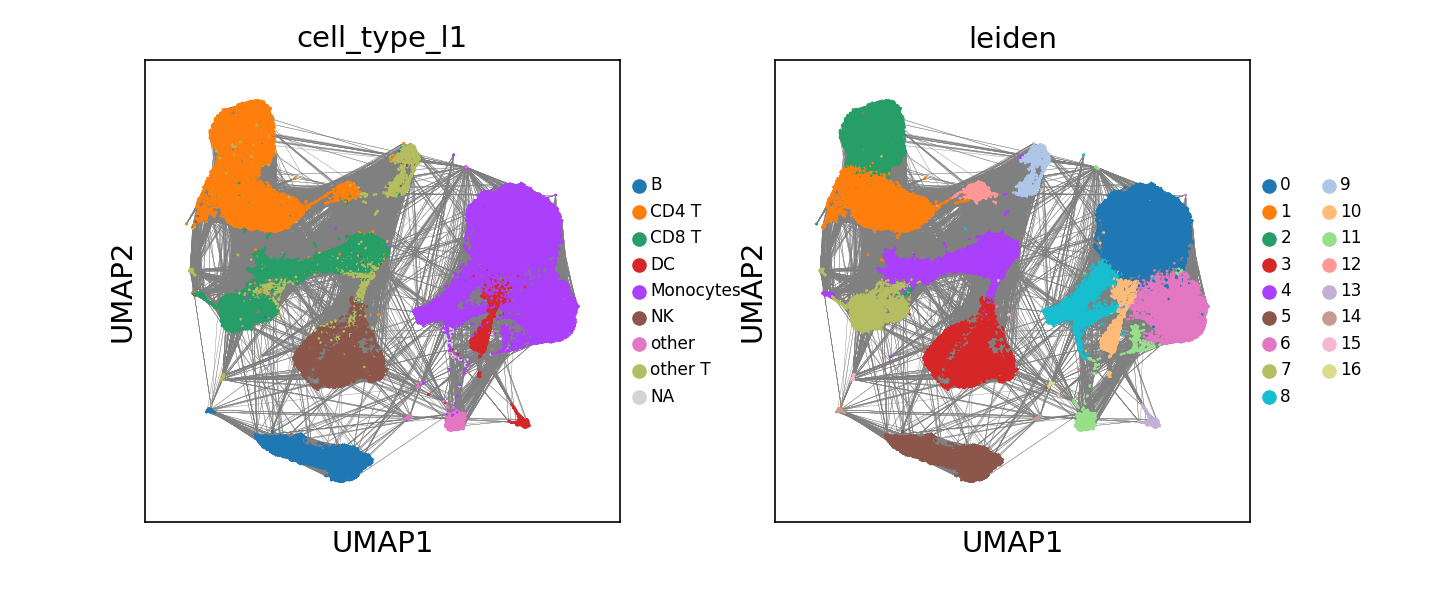 cell_type_l1
UMAP2
UMAP1
B
CD4 T
CD8 T
DC
Monocytes
NK
other
other T
NA
leiden
UMAP2
UMAP1
0
1
2
3
4
5
6
7
8
9
10
11
12
13
14
15
16